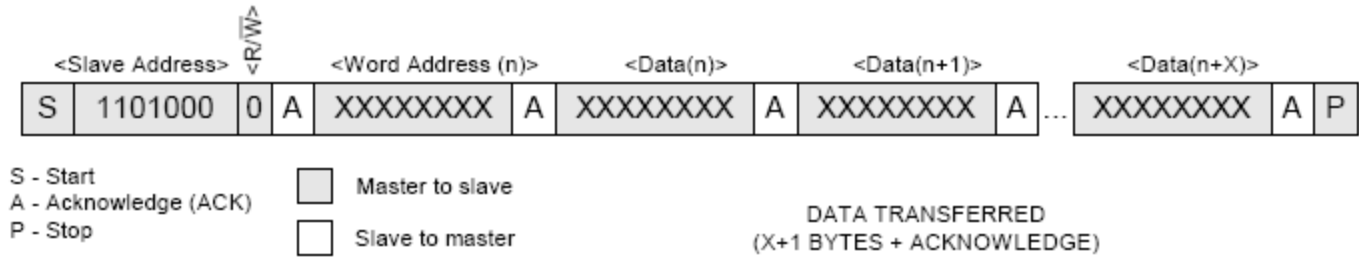 <R/W̅>
<Slave Address> <Word Address (n)> <Data(n)> <Data(n+1)> <Data(n+X)>
S 1101000 0 A XXXXXXXX A XXXXXXXX A XXXXXXXX A ... XXXXXXXX A P
S - Start
A - Acknowledge (ACK)
P - Stop
Master to slave
Slave to master
DATA TRANSFERRED
(X+1 BYTES + ACKNOWLEDGE)